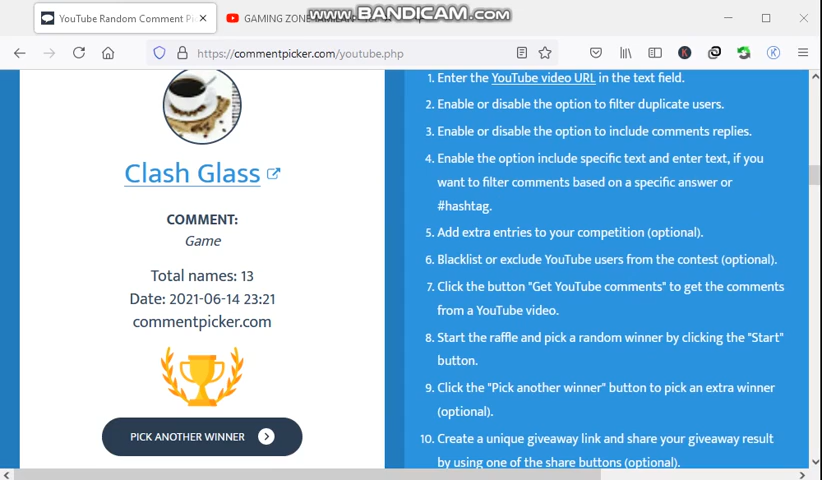 www.BANDICAM.com
YouTube Random Comment Pi
https://commentpicker.com/youtube.php
Clash Glass
COMMENT:
Game
Total names: 13
Date: 2021-06-14 23:21
commentpicker.com
PICK ANOTHER WINNER
1. Enter the YouTube video URL in the text field.
2. Enable or disable the option to filter duplicate users.
3. Enable or disable the option to include comments replies.
4. Enable the option include specific text and enter text, if you
want to filter comments based on a specific answer or
#hashtag.
5. Add extra entries to your competition (optional).
6. Blacklist or exclude YouTube users from the contest (optional).
7. Click the button "Get YouTube comments" to get the comments
from a YouTube video.
8. Start the raffle and pick a random winner by clicking the "Start"
button.
9. Click the "Pick another winner" button to pick an extra winner
(optional).
10. Create a unique giveaway link and share your giveaway result
by using one of the share buttons (optional).